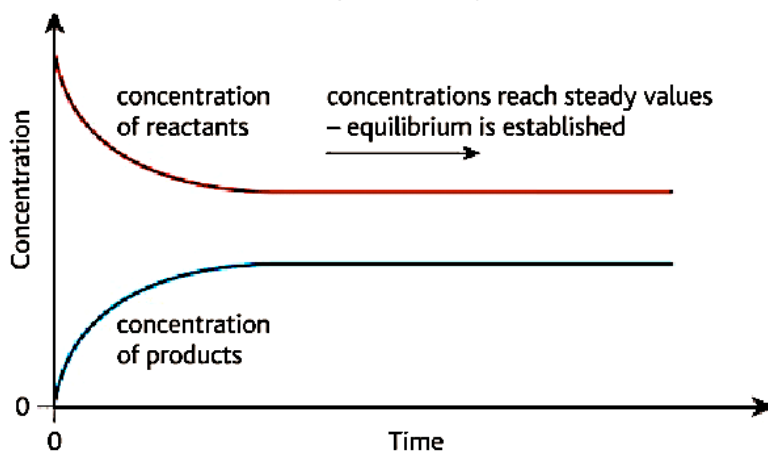 concentration
of reactants
concentrations reach steady values
– equilibrium is established
Concentration
concentration
of products
0
0
Time